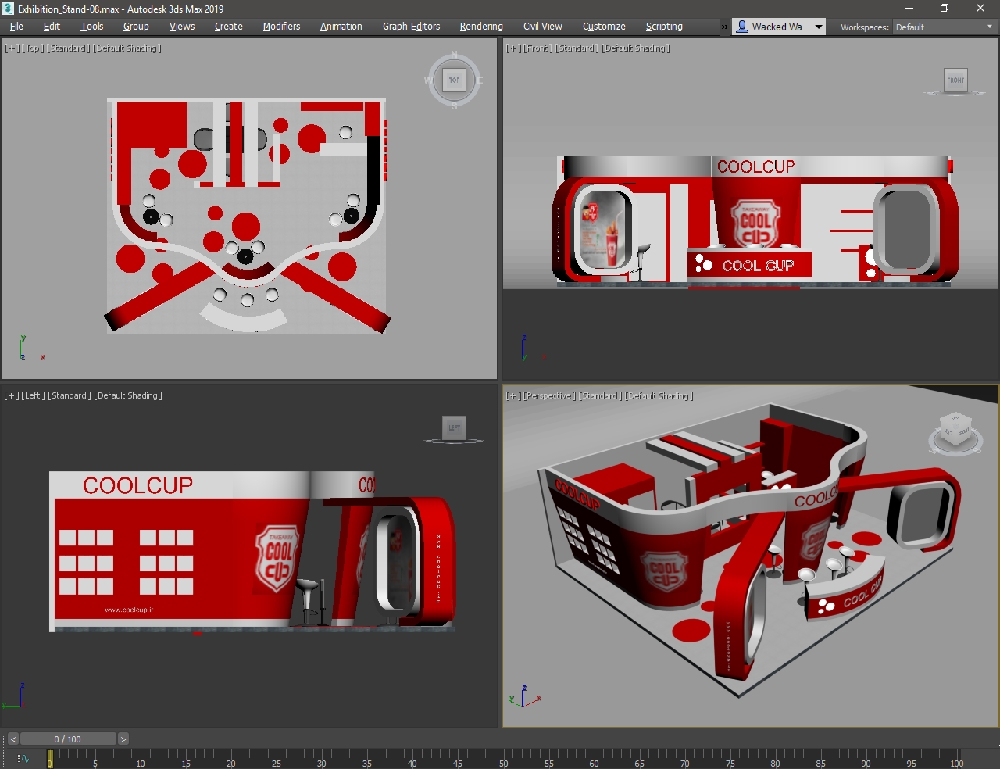 Exhibition_Stand-08.max - Autodesk 3ds Max 2019
File Edit Tools Group Views Create Modifiers Animation Graph Editors Rendering Civil View Customize Scripting » Wacked Wa Workspaces: Default
[+] [Top] [Standard] [Default Shading]
N
W
TOP
[+] [Front] [Standard] [Default Shading]
FRONT
COOLCUP
COOL
CUP
COOL CUP
y
z
x
z
[+] [Left] [Standard] [Default Shading]
LEFT
COOLCUP
COO
COOL
CUP
www.coolcup.ir
z
[+] [Perspective] [Standard] [Default Shading]
COOLCUP
COOLC
COOL
CUP
COOL CUP
z
y
x
< 0 / 100 >
0 5 10 15 20 25 30 35 40 45 50 55 60 65 70 75 80 85 90 95 100